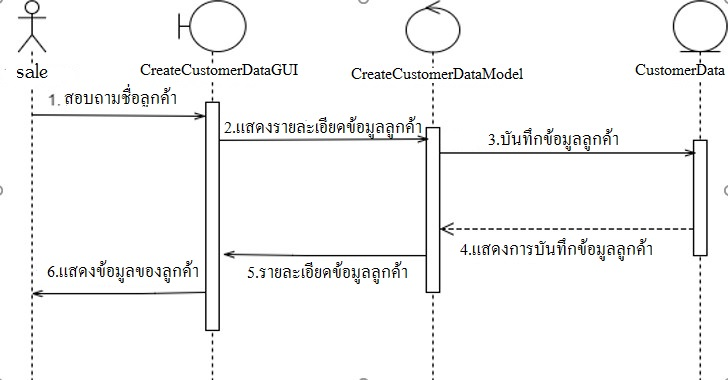 sale
CreateCustomerDataGUI
CreateCustomerDataModel
CustomerData
1. สอบถามชื่อลูกค้า
2.แสดงรายละเอียดข้อมูลลูกค้า
3.บันทึกข้อมูลลูกค้า
4.แสดงการบันทึกข้อมูลลูกค้า
5.รายละเอียดข้อมูลลูกค้า
6.แสดงข้อมูลของลูกค้า